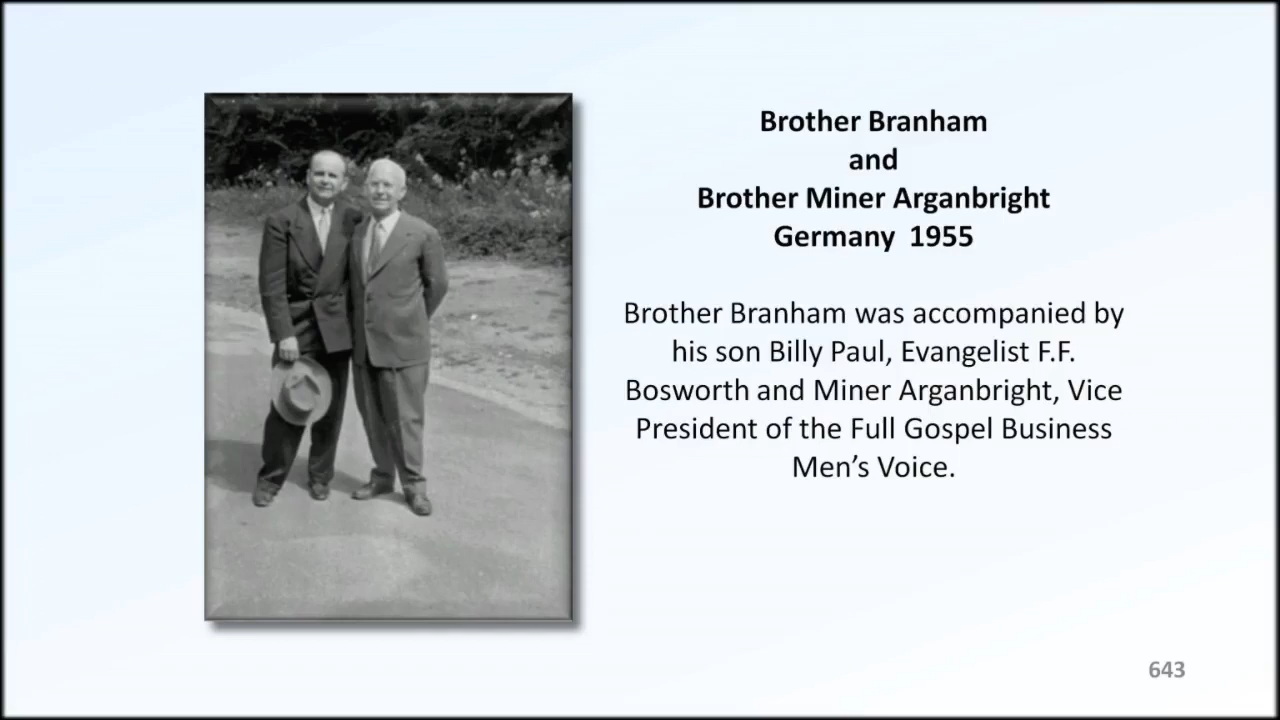 Brother Branham
and
Brother Miner Arganbright
Germany 1955
Brother Branham was accompanied by
his son Billy Paul, Evangelist F.F.
Bosworth and Miner Arganbright, Vice
President of the Full Gospel Business
Men’s Voice.
643